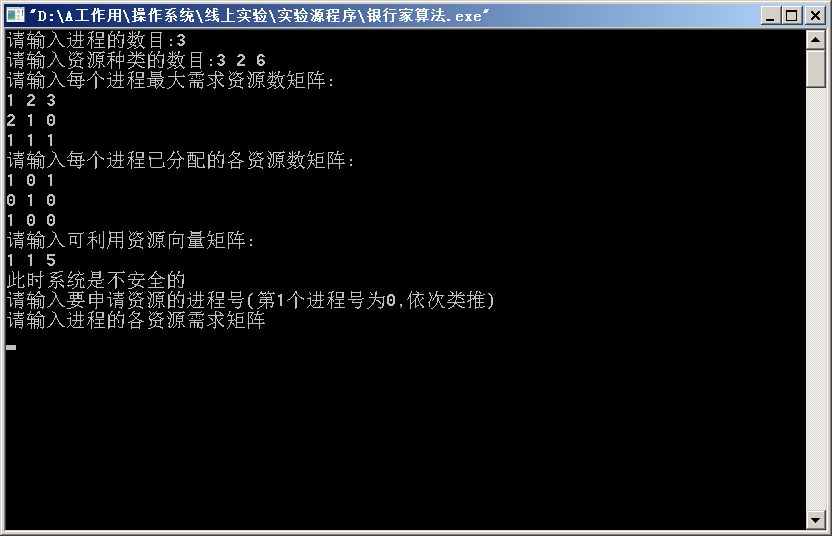 "D:\A工作用\操作系统\线上实验\实验源程序\银行家算法.exe"
请输入进程的数目:3
请输入资源种类的数目:3 2 6
请输入每个进程最大需求资源数矩阵:
1 2 3
2 1 0
1 1 1
请输入每个进程已分配的各资源数矩阵:
1 0 1
0 1 0
1 0 0
请输入可利用资源向量矩阵:
1 1 5
此时系统是不安全的
请输入要申请资源的进程号(第1个进程号为0,依次类推)
请输入进程的各资源需求矩阵